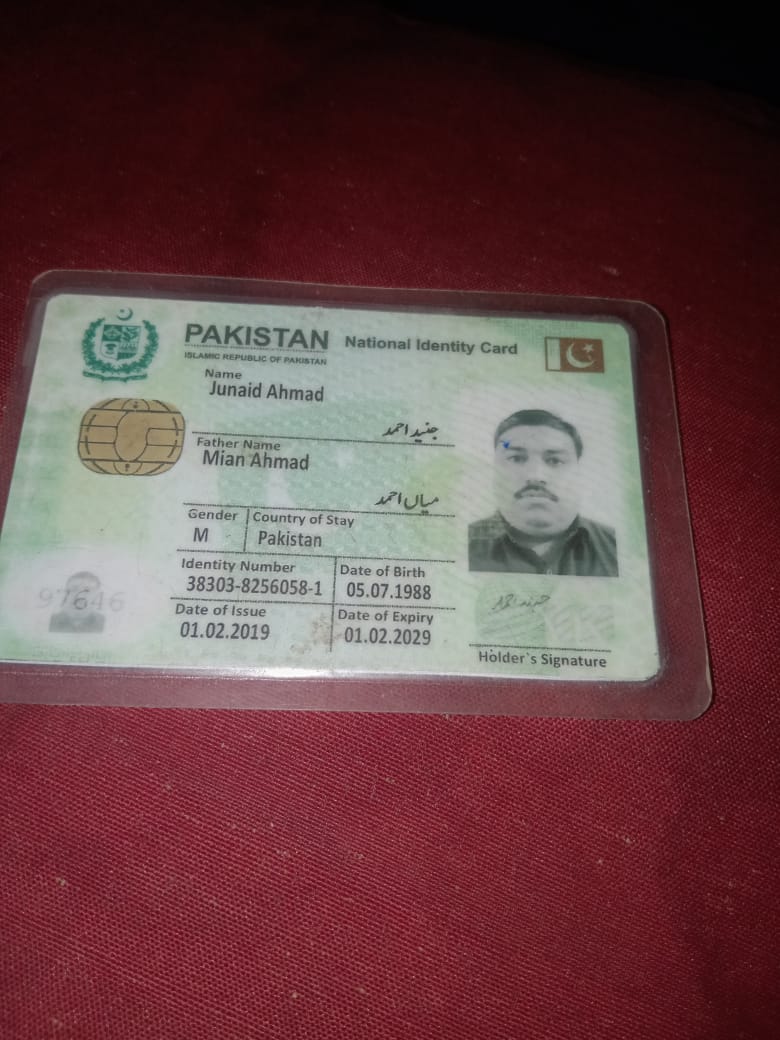 PAKISTAN National Identity Card
ISLAMIC REPUBLIC OF PAKISTAN
Name
Junaid Ahmad
جنید احمد
Father Name
Mian Ahmad
میاں احمد
Gender Country of Stay
M Pakistan
Identity Number Date of Birth
38303-8256058-1 05.07.1988
Date of Issue Date of Expiry
01.02.2019 01.02.2029
97646
جنید احمد
Holder`s Signature